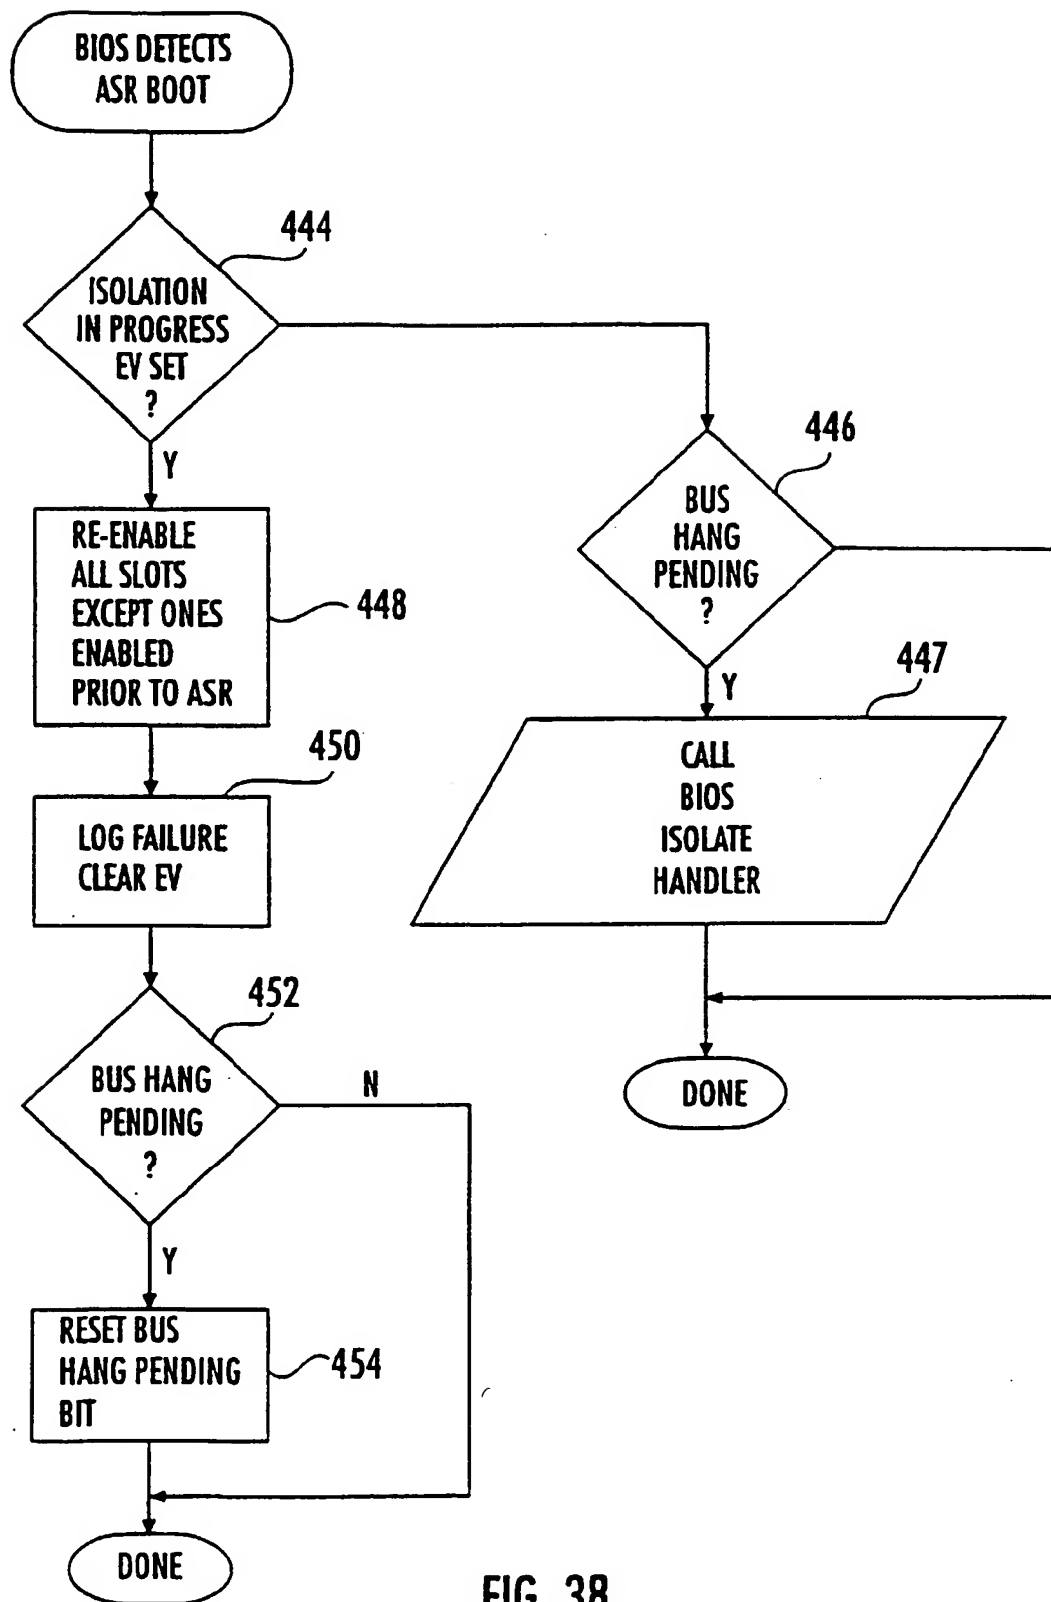 BIOS DETECTS
ASR BOOT
444
ISOLATION
IN PROGRESS
EV SET
?
Y
446
BUS
HANG
PENDING
?
Y
RE-ENABLE
ALL SLOTS
EXCEPT ONES
ENABLED
PRIOR TO ASR
448
447
CALL
BIOS
ISOLATE
HANDLER
450
LOG FAILURE
CLEAR EV
452
BUS HANG
PENDING
?
N
Y
DONE
RESET BUS
HANG PENDING
BIT
454
DONE
FIG. 38